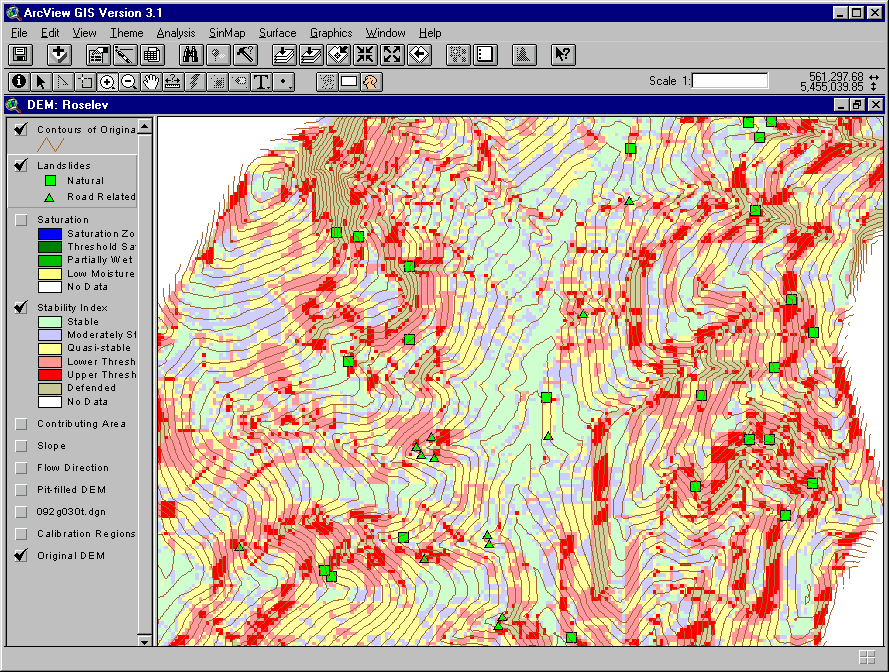 ArcView GIS Version 3.1
File Edit View Theme Analysis SinMap Surface Graphics Window Help
Scale 1:
561,297.68
5,455,039.85
DEM: Roselev
Contours of Origina
Landslides
Natural
Road Related
Saturation
Saturation Zo
Threshold Sa
Partially Wet
Low Moisture
No Data
Stability Index
Stable
Moderately St
Quasi-stable
Lower Thresh
Upper Thresh
Defended
No Data
Contributing Area
Slope
Flow Direction
Pit-filled DEM
092g030t.dgn
Calibration Regions
Original DEM